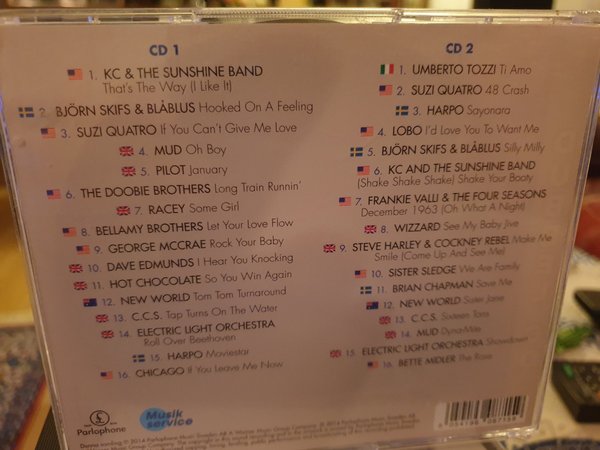 CD 1
1. KC & THE SUNSHINE BAND
That's The Way (I Like It)
2. BJÖRN SKIFS & BLÅBLUS Hooked On A Feeling
3. SUZI QUATRO If You Can't Give Me Love
4. MUD Oh Boy
5. PILOT January
6. THE DOOBIE BROTHERS Long Train Runnin'
7. RACEY Some Girl
8. BELLAMY BROTHERS Let Your Love Flow
9. GEORGE MCCRAE Rock Your Baby
10. DAVE EDMUNDS I Hear You Knocking
11. HOT CHOCOLATE So You Win Again
12. NEW WORLD Tom Tom Turnaround
13. C.C.S. Tap Turns On The Water
14. ELECTRIC LIGHT ORCHESTRA
Roll Over Beethoven
15. HARPO Moviestar
16. CHICAGO If You Leave Me Now
CD 2
1. UMBERTO TOZZI Ti Amo
2. SUZI QUATRO 48 Crash
3. HARPO Sayonara
4. LOBO I'd Love You To Want Me
5. BJÖRN SKIFS & BLÅBLUS Silly Milly
6. KC AND THE SUNSHINE BAND
(Shake Shake Shake) Shake Your Booty
7. FRANKIE VALLI & THE FOUR SEASONS
December 1963 (Oh What A Night)
8. WIZZARD See My Baby Jive
9. STEVE HARLEY & COCKNEY REBEL Make Me
Smile (Come Up And See Me)
10. SISTER SLEDGE We Are Family
11. BRIAN CHAPMAN Save Me
12. NEW WORLD Sister Jane
13. C.C.S. Sixteen Tons
14. MUD DynaMite
15. ELECTRIC LIGHT ORCHESTRA Showdown
16. BETTE MIDLER The Rose
Parlophone
Musik
service